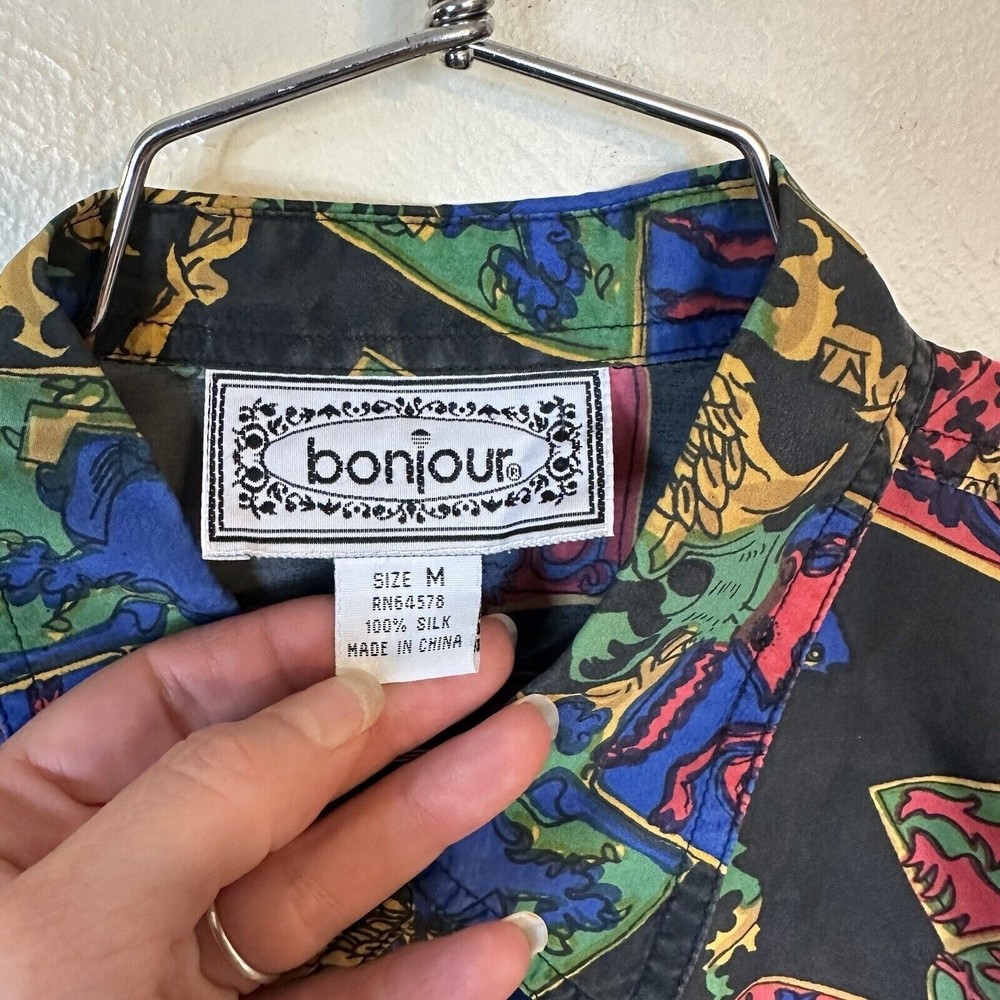 bonjour®
SIZE M
RN64578
100% SILK
MADE IN CHINA